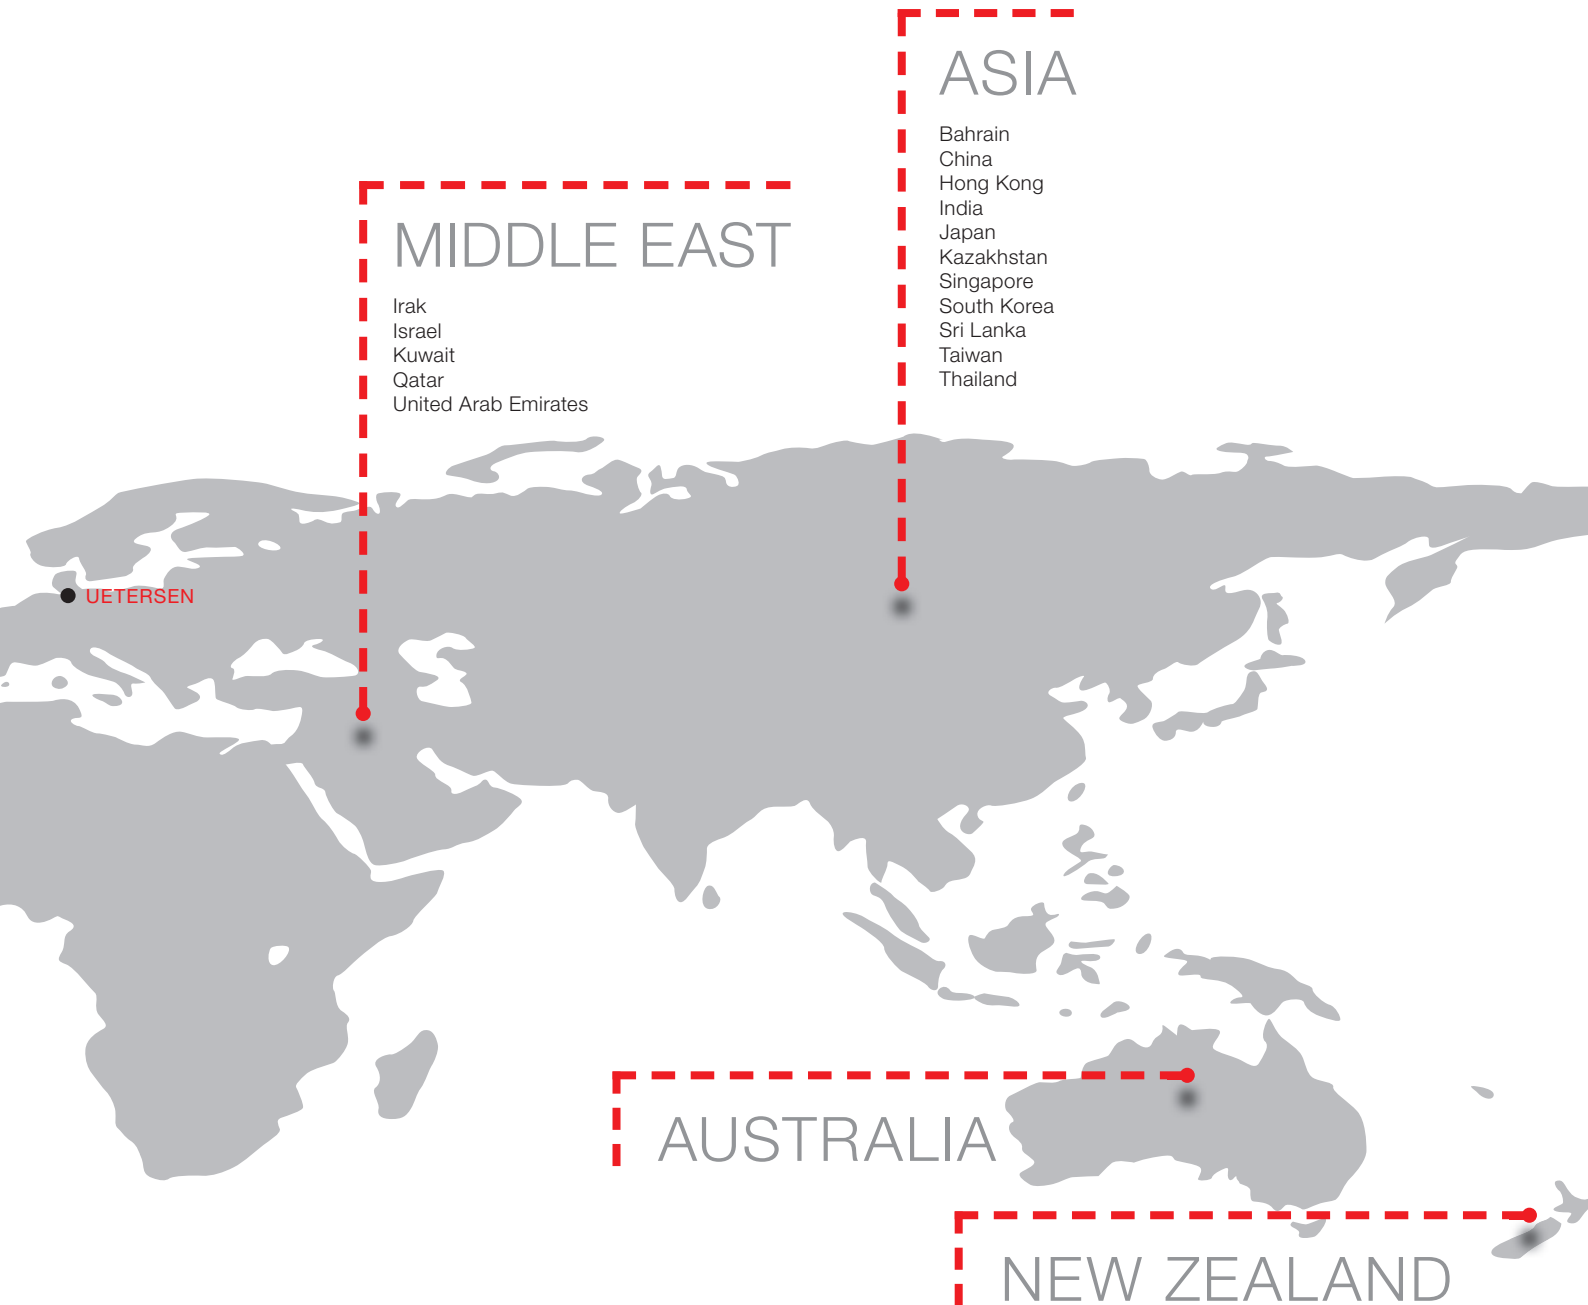 ASIA
Bahrain
China
Hong Kong
India
Japan
Kazakhstan
Singapore
South Korea
Sri Lanka
Taiwan
Thailand
MIDDLE EAST
Irak
Israel
Kuwait
Qatar
United Arab Emirates
UETERSEN
AUSTRALIA
NEW ZEALAND